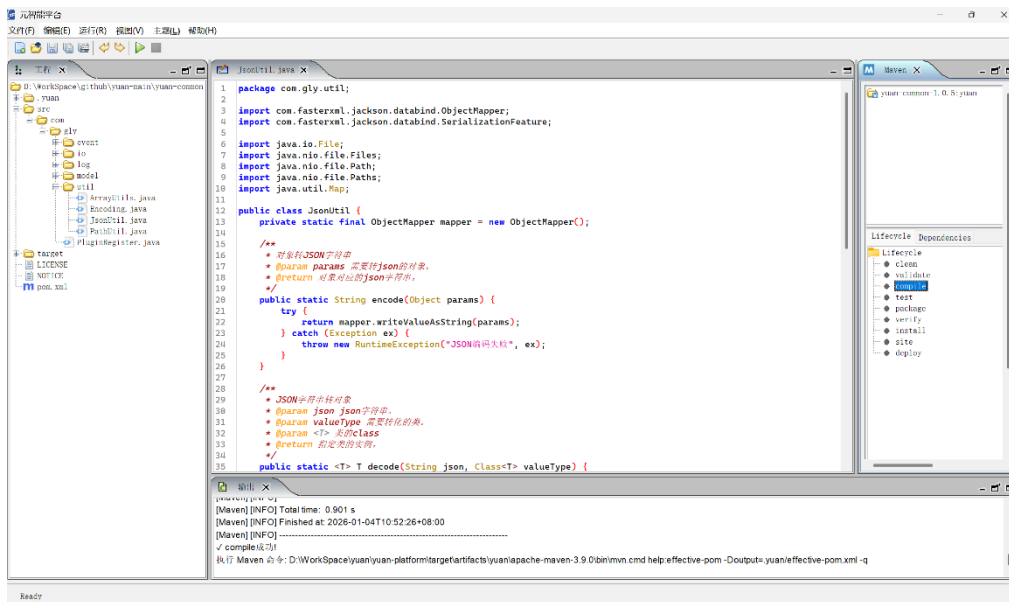 元智能平台
文件(F) 编辑(E) 运行(R) 视图(V) 主题(L) 帮助(H)
工程
D:\WorkSpace\github\yuan-main\yuan-common
.yuan
src
com
gly
event
io
log
model
util
ArrayUtils.java
Encoding.java
JsonUtil.java
PathUtil.java
PluginRegister.java
target
LICENSE
NOTICE
pom.xml
JsonUtil.java
1 package com.gly.util;
2
3 import com.fasterxml.jackson.databind.ObjectMapper;
4 import com.fasterxml.jackson.databind.SerializationFeature;
5
6 import java.io.File;
7 import java.nio.file.Files;
8 import java.nio.file.Path;
9 import java.nio.file.Paths;
10 import java.util.Map;
11
12 public class JsonUtil {
13 private static final ObjectMapper mapper = new ObjectMapper();
14
15 /**
16 * 对象转JSON字符串
17 * @param params 需要转json的对象。
18 * @return 对象对应的json字符串。
19 */
20 public static String encode(Object params) {
21 try {
22 return mapper.writeValueAsString(params);
23 } catch (Exception ex) {
24 throw new RuntimeException("JSON编码失败", ex);
25 }
26 }
27
28 /**
29 * JSON字符串转对象
30 * @param json json字符串。
31 * @param valueType 需要转化的类。
32 * @param <T> 类的class
33 * @return 指定类的实例。
34 */
35 public static <T> T decode(String json, Class<T> valueType) {
Maven
yuan-common-1.0.5:yuan
Lifecycle Dependencies
Lifecycle
clean
validate
compile
test
package
verify
install
site
deploy
输出
[Maven] [INFO]
[Maven] [INFO] Total time: 0.901 s
[Maven] [INFO] Finished at: 2026-01-04T10:52:26+08:00
[Maven] [INFO] ------------------------------------------------------------------------
✓ compile成功!
执行 Maven 命令: D:\WorkSpace\yuan\yuan-platform\target\artifacts\yuan\apache-maven-3.9.0\bin\mvn.cmd help:effective-pom -Doutput=.yuan/effective-pom.xml -q
Ready